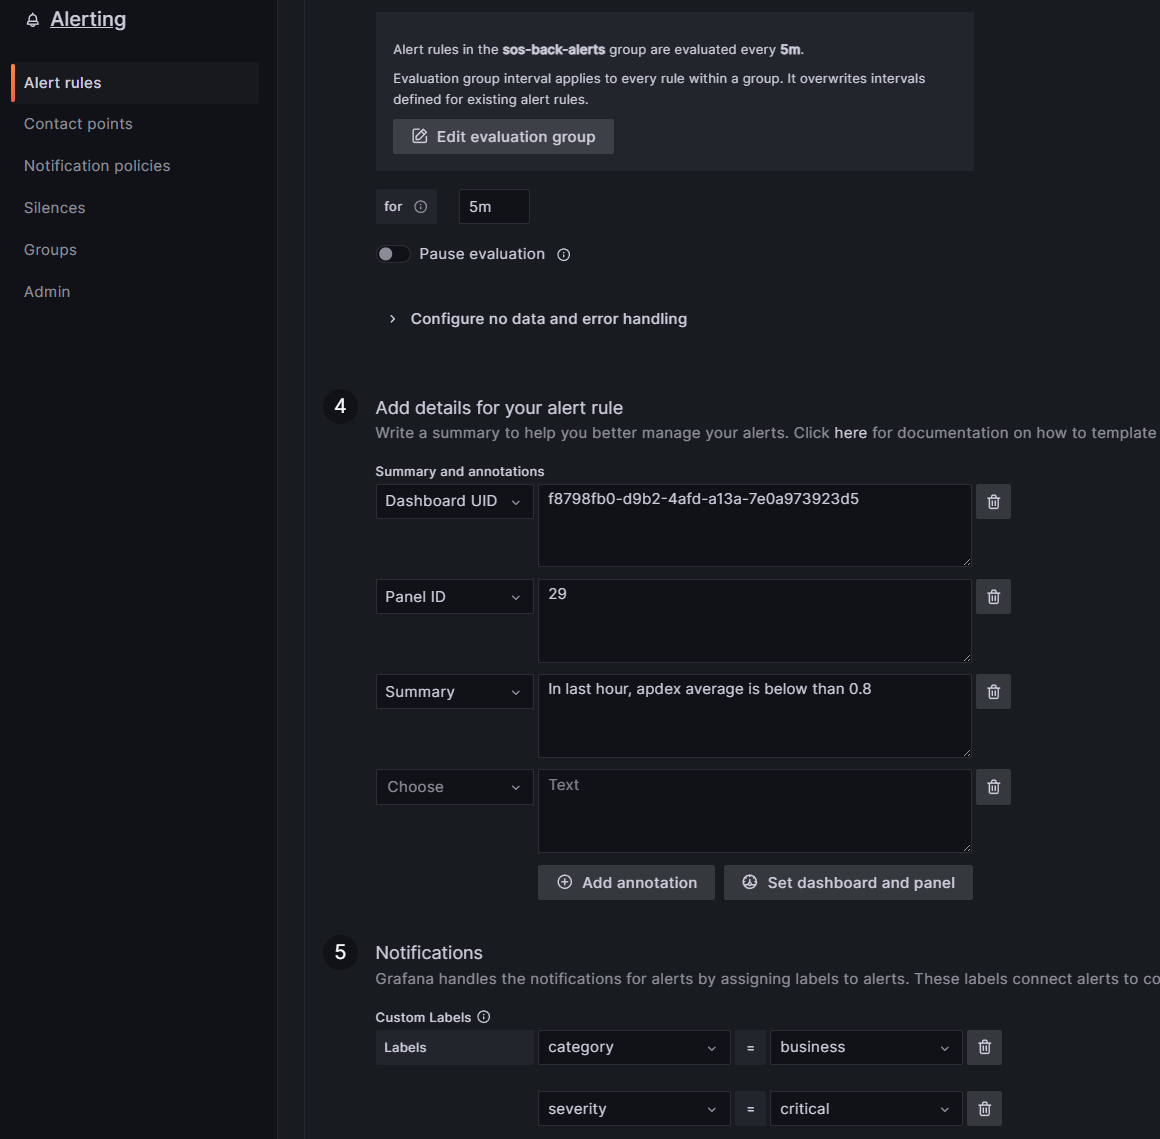 Alerting
Alert rules
Contact points
Notification policies
Silences
Groups
Admin
Alert rules in the sos-back-alerts group are evaluated every 5m.
Evaluation group interval applies to every rule within a group. It overwrites intervals
defined for existing alert rules.
Edit evaluation group
for 5m
Pause evaluation
Configure no data and error handling
4 Add details for your alert rule
Write a summary to help you better manage your alerts. Click here for documentation on how to template
Summary and annotations
Dashboard UID f8798fb0-d9b2-4afd-a13a-7e0a973923d5
Panel ID 29
Summary In last hour, apdex average is below than 0.8
Choose Text
Add annotation Set dashboard and panel
5 Notifications
Grafana handles the notifications for alerts by assigning labels to alerts. These labels connect alerts to co
Custom Labels
Labels category = business
severity = critical